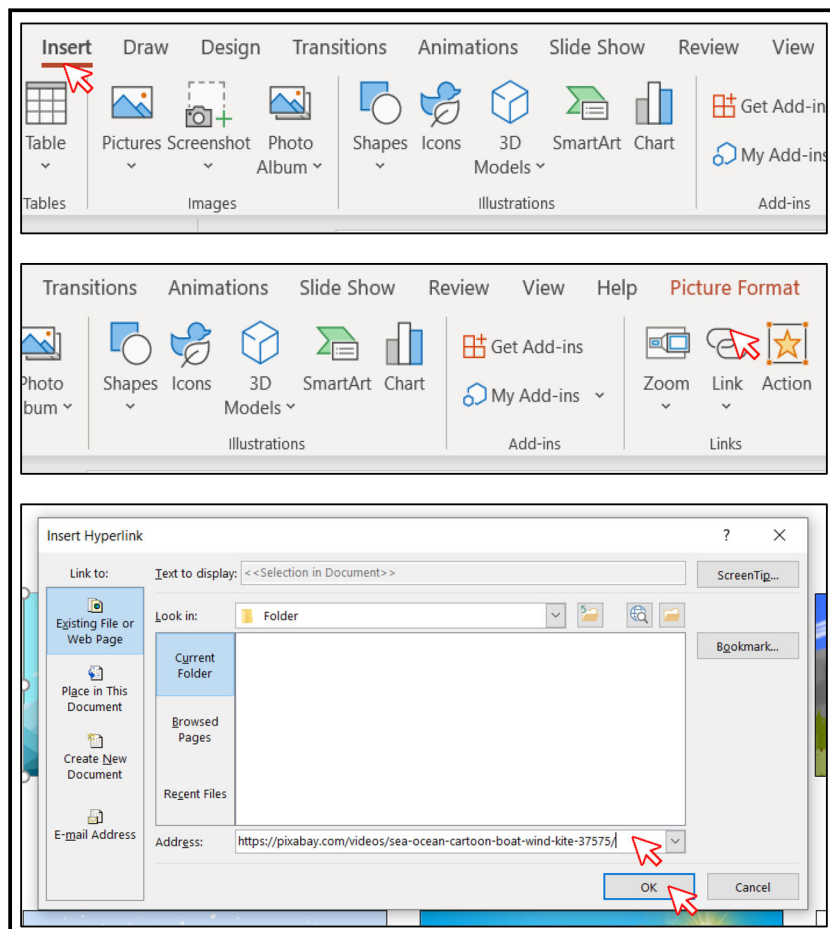 Insert Draw Design Transitions Animations Slide Show Review View
Table Pictures Screenshot Photo Album Shapes Icons 3D Models SmartArt Chart Get Add-in
My Add-ins
Tables Images Illustrations Add-ins
Transitions Animations Slide Show Review View Help Picture Format
Photo bum Shapes Icons 3D Models SmartArt Chart Get Add-ins Zoom Link Action
My Add-ins
Illustrations Add-ins Links
Insert Hyperlink ? X
Link to: Text to display: <<Selection in Document>> ScreenTip...
Existing File or Web Page
Look in: Folder
Bookmark...
Current Folder
Place in This Document
Browsed Pages
Create New Document
Recent Files
E-mail Address
Address: https://pixabay.com/videos/sea-ocean-cartoon-boat-wind-kite-37575/
OK Cancel